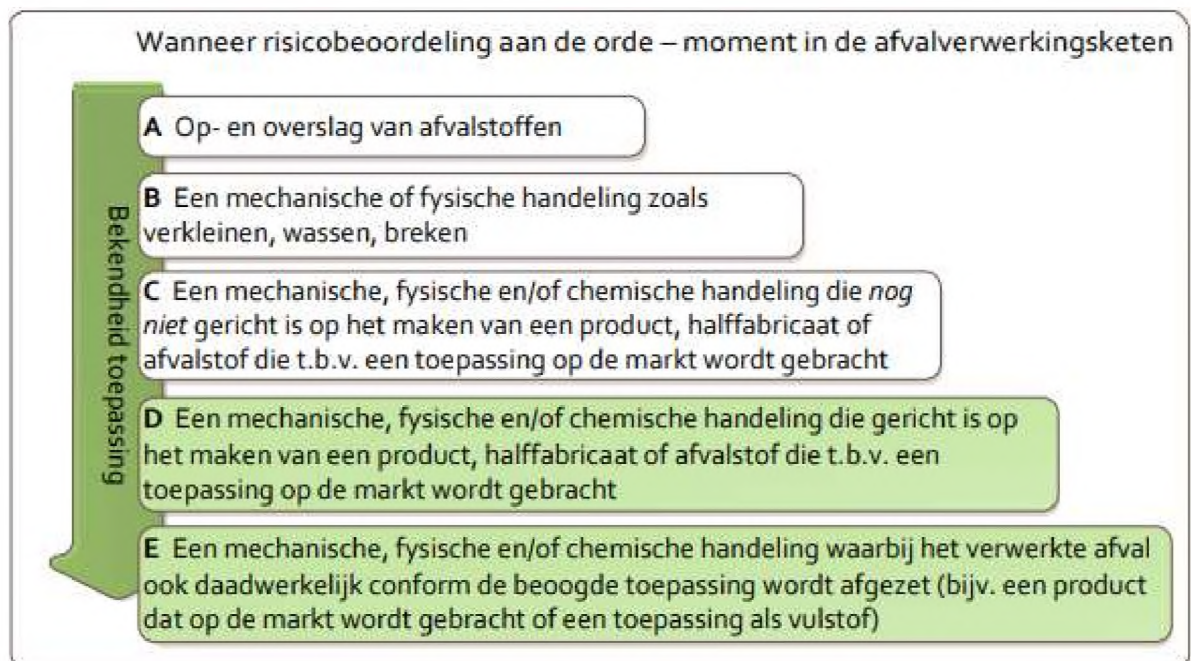 Wanneer risicobeoordeling aan de orde – moment in de afvalverwerkingsketen
Bekendheid toepassing
A Op- en overslag van afvalstoffen
B Een mechanische of fysische handeling zoals
verkleinen, wassen, breken
C Een mechanische, fysische en/of chemische handeling die nog
niet gericht is op het maken van een product, halffabricaat of
afvalstof die t.b.v. een toepassing op de markt wordt gebracht
D Een mechanische, fysische en/of chemische handeling die gericht is op
het maken van een product, halffabricaat of afvalstof die t.b.v. een
toepassing op de markt wordt gebracht
E Een mechanische, fysische en/of chemische handeling waarbij het verwerkte afval
ook daadwerkelijk conform de beoogde toepassing wordt afgezet (bijv. een product
dat op de markt wordt gebracht of een toepassing als vulstof)